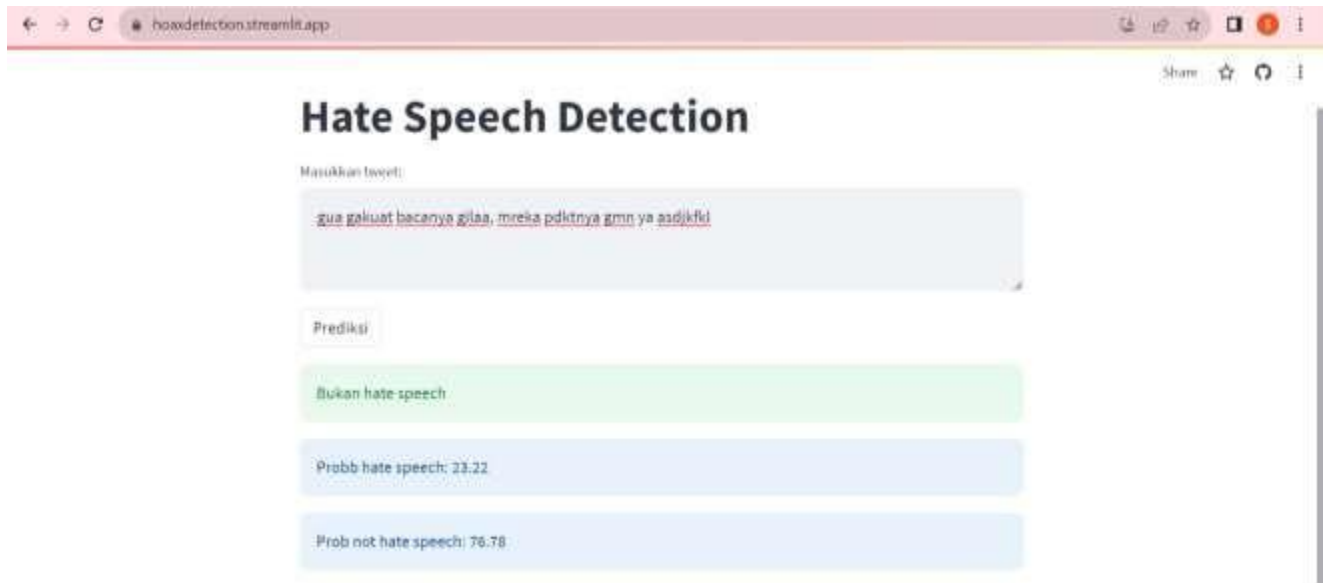 hoaxdetection.streamlit.app
Share
Hate Speech Detection
Masukkan tweet:
gua gakuat bacanya gilaa, mreka pdktnya gmn ya asdjkfkl
Prediksi
Bukan hate speech
Probb hate speech: 23.22
Prob not hate speech: 76.78